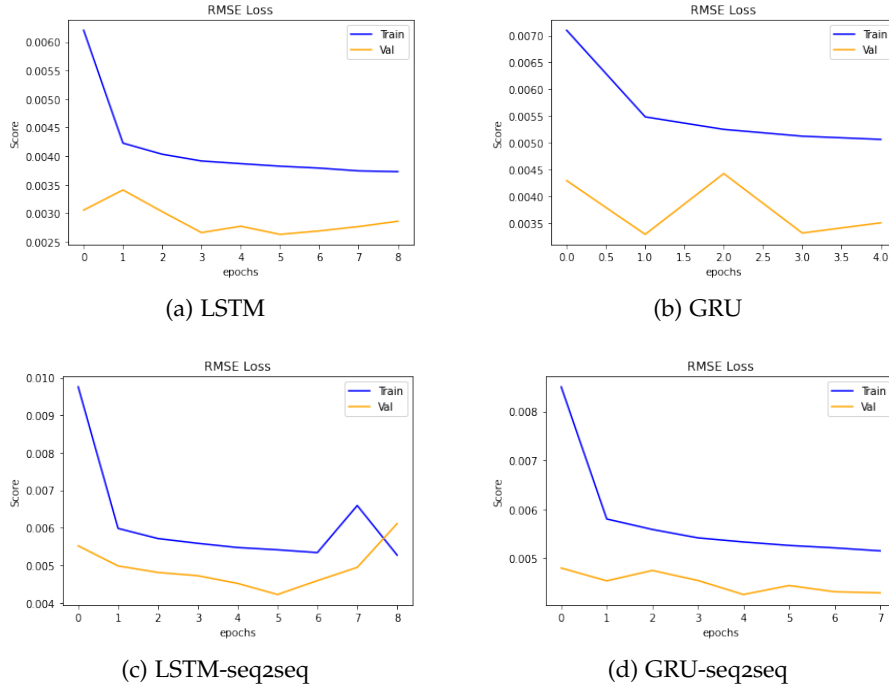 RMSE Loss
0.0060
0.0055
0.0050
0.0045
0.0040
0.0035
0.0030
0.0025
Score
0 1 2 3 4 5 6 7 8
epochs
Train
Val
(a) LSTM
RMSE Loss
0.0070
0.0065
0.0060
0.0055
0.0050
0.0045
0.0040
0.0035
Score
0.0 0.5 1.0 1.5 2.0 2.5 3.0 3.5 4.0
epochs
Train
Val
(b) GRU
RMSE Loss
0.010
0.009
0.008
0.007
0.006
0.005
0.004
Score
0 1 2 3 4 5 6 7 8
epochs
Train
Val
(c) LSTM-seq2seq
RMSE Loss
0.008
0.007
0.006
0.005
Score
0 1 2 3 4 5 6 7
epochs
Train
Val
(d) GRU-seq2seq